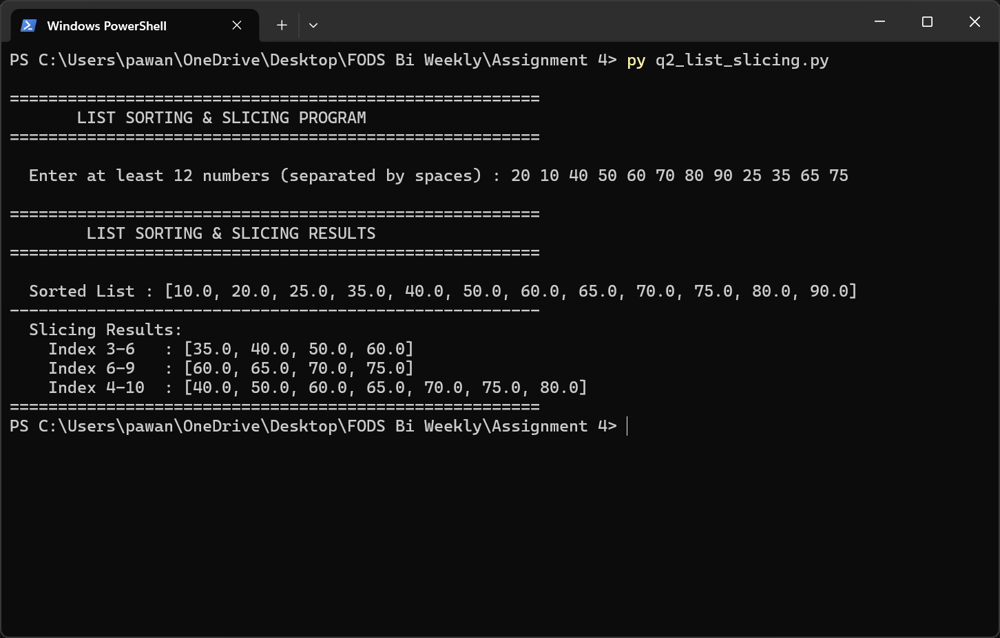 Windows PowerShell
PS C:\Users\pawan\OneDrive\Desktop\FODS Bi Weekly\Assignment 4> py q2_list_slicing.py
=======================================================
LIST SORTING & SLICING PROGRAM
=======================================================
Enter at least 12 numbers (separated by spaces) : 20 10 40 50 60 70 80 90 25 35 65 75
=======================================================
LIST SORTING & SLICING RESULTS
=======================================================
Sorted List : [10.0, 20.0, 25.0, 35.0, 40.0, 50.0, 60.0, 65.0, 70.0, 75.0, 80.0, 90.0]
-------------------------------------------------------
Slicing Results:
Index 3-6   : [35.0, 40.0, 50.0, 60.0]
Index 6-9   : [60.0, 65.0, 70.0, 75.0]
Index 4-10  : [40.0, 50.0, 60.0, 65.0, 70.0, 75.0, 80.0]
=======================================================
PS C:\Users\pawan\OneDrive\Desktop\FODS Bi Weekly\Assignment 4>